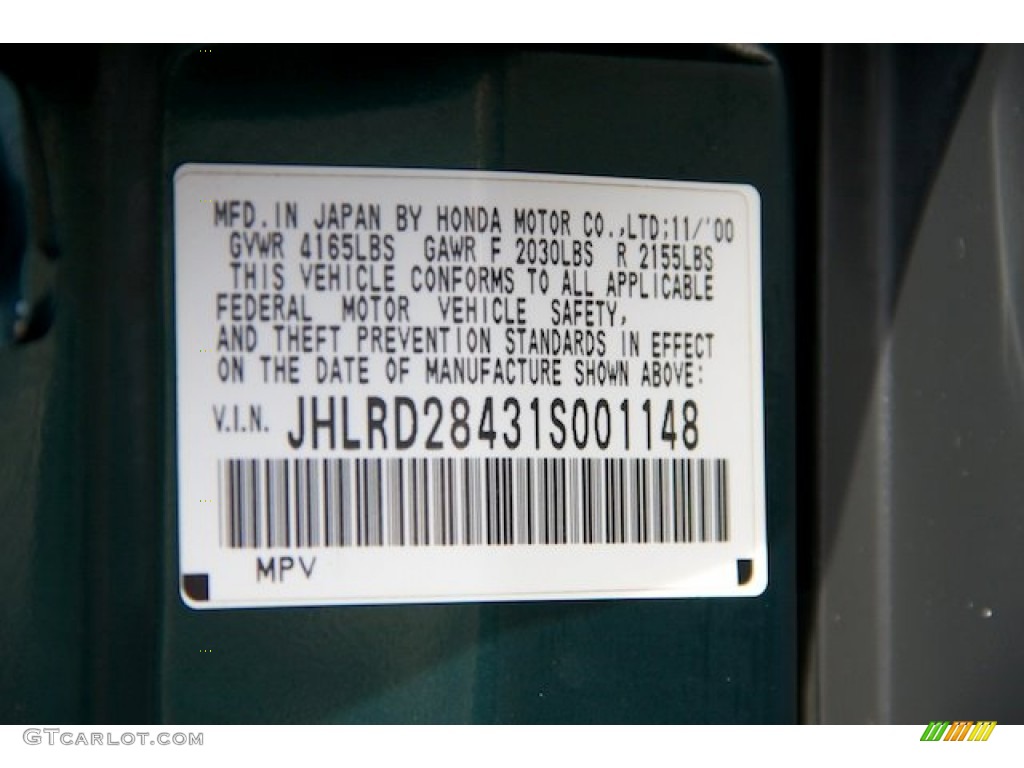 MFD. IN JAPAN BY HONDA MOTOR CO.,LTD;11/'00
GVWR 4165LBS GAWR F 2030LBS R 2155LBS
THIS VEHICLE CONFORMS TO ALL APPLICABLE
FEDERAL MOTOR VEHICLE SAFETY,
AND THEFT PREVENTION STANDARDS IN EFFECT
ON THE DATE OF MANUFACTURE SHOWN ABOVE:
V.I.N. JHLRD28431S001148
MPV
GTCARLOT.COM